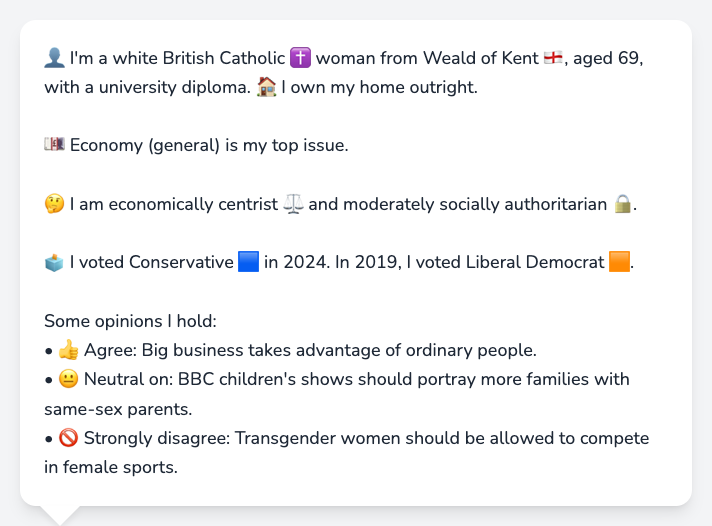 👤 I'm a white British Catholic ✝️ woman from Weald of Kent 🏴󠁧󠁢󠁥󠁮󠁧󠁿, aged 69,
with a university diploma. 🏠 I own my home outright.
💷 Economy (general) is my top issue.
🤔 I am economically centrist ⚖️ and moderately socially authoritarian 🔒.
🗳️ I voted Conservative 🟦 in 2024. In 2019, I voted Liberal Democrat 🟧.
Some opinions I hold:
• 👍 Agree: Big business takes advantage of ordinary people.
• 😐 Neutral on: BBC children's shows should portray more families with
same-sex parents.
• 🚫 Strongly disagree: Transgender women should be allowed to compete
in female sports.